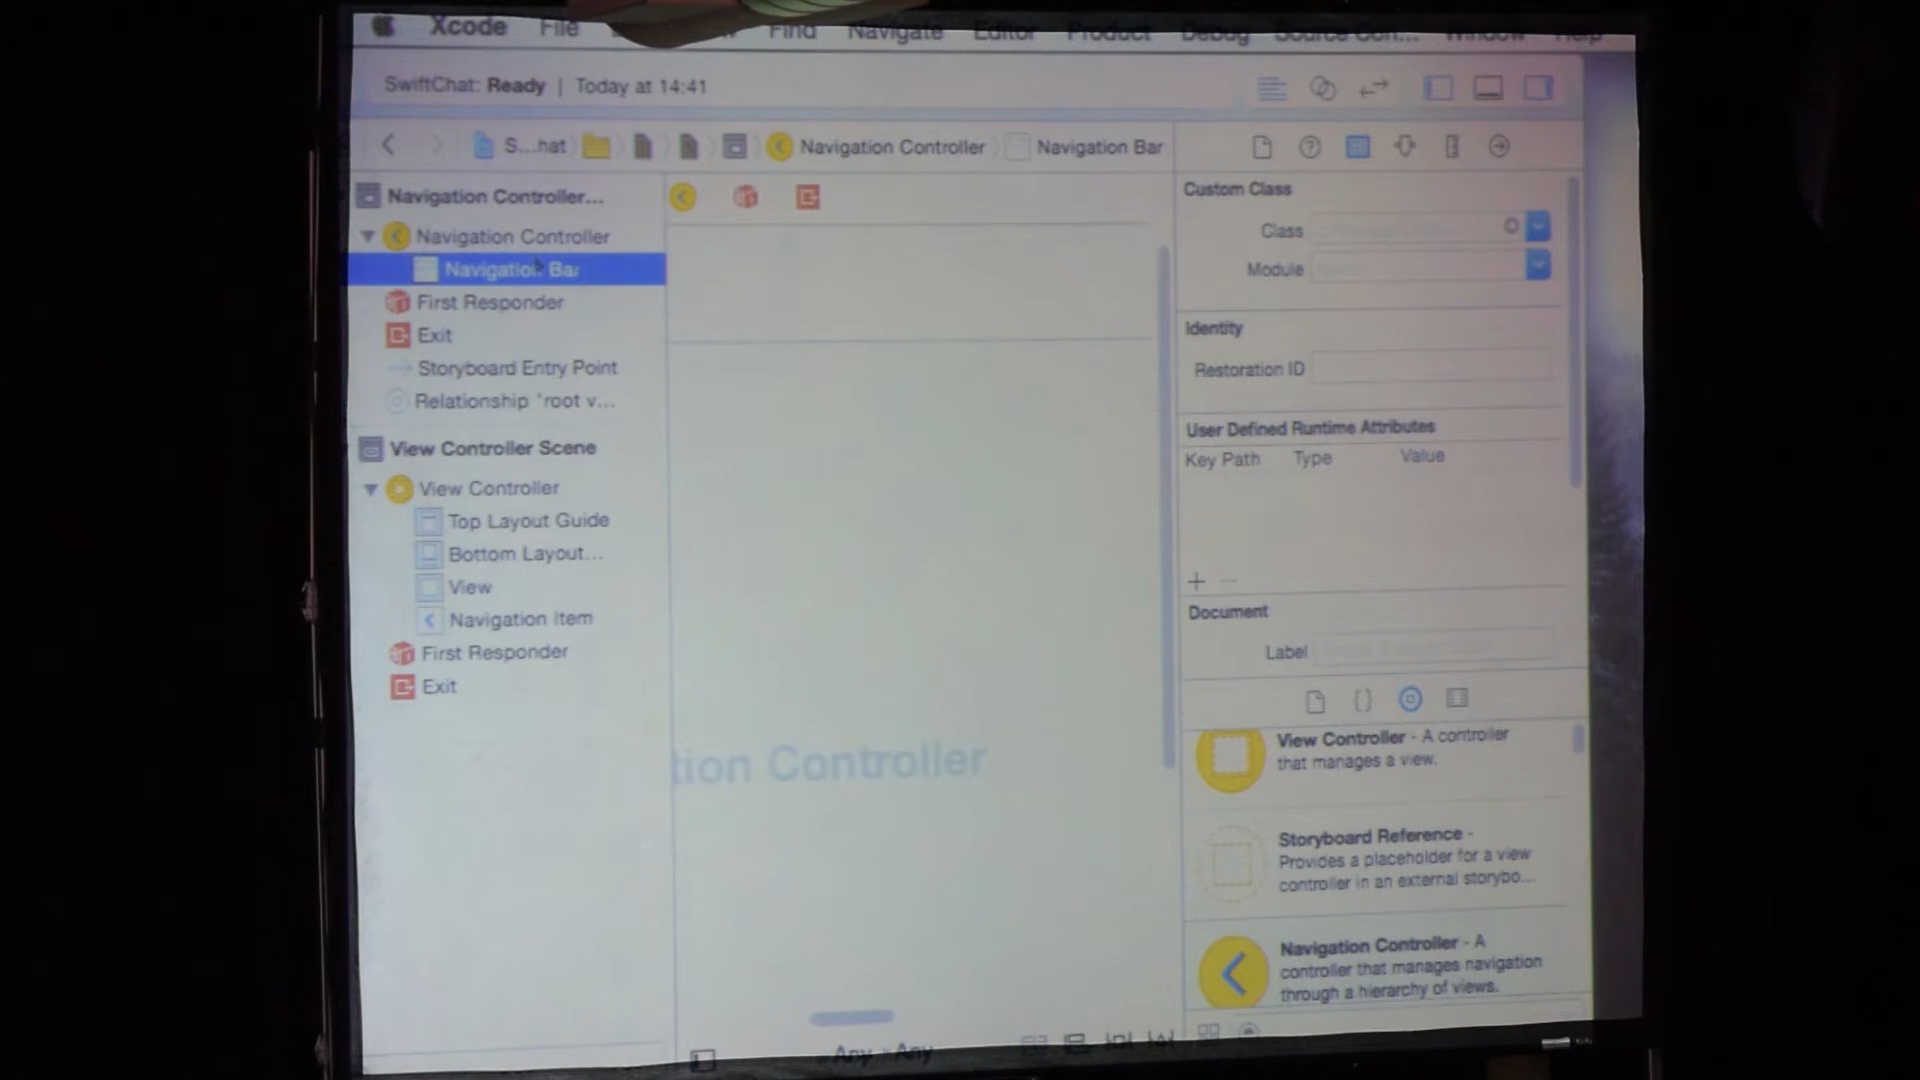 Xcode File Find Navigate Editor Product Debug Source Con... Window Help
SwiftChat: Ready | Today at 14:41
S...hat Navigation Controller Navigation Bar
Navigation Controller...
Navigation Controller
Navigation Bar
First Responder
Exit
Storyboard Entry Point
Relationship "root v...
View Controller Scene
View Controller
Top Layout Guide
Bottom Layout...
View
Navigation Item
First Responder
Exit
tion Controller
Any Any
Custom Class
Class
Module
Identity
Restoration ID
User Defined Runtime Attributes
Key Path Type Value
Document
Label
View Controller - A controller
that manages a view.
Storyboard Reference -
Provides a placeholder for a view
controller in an external storybo...
Navigation Controller - A
controller that manages navigation
through a hierarchy of views.